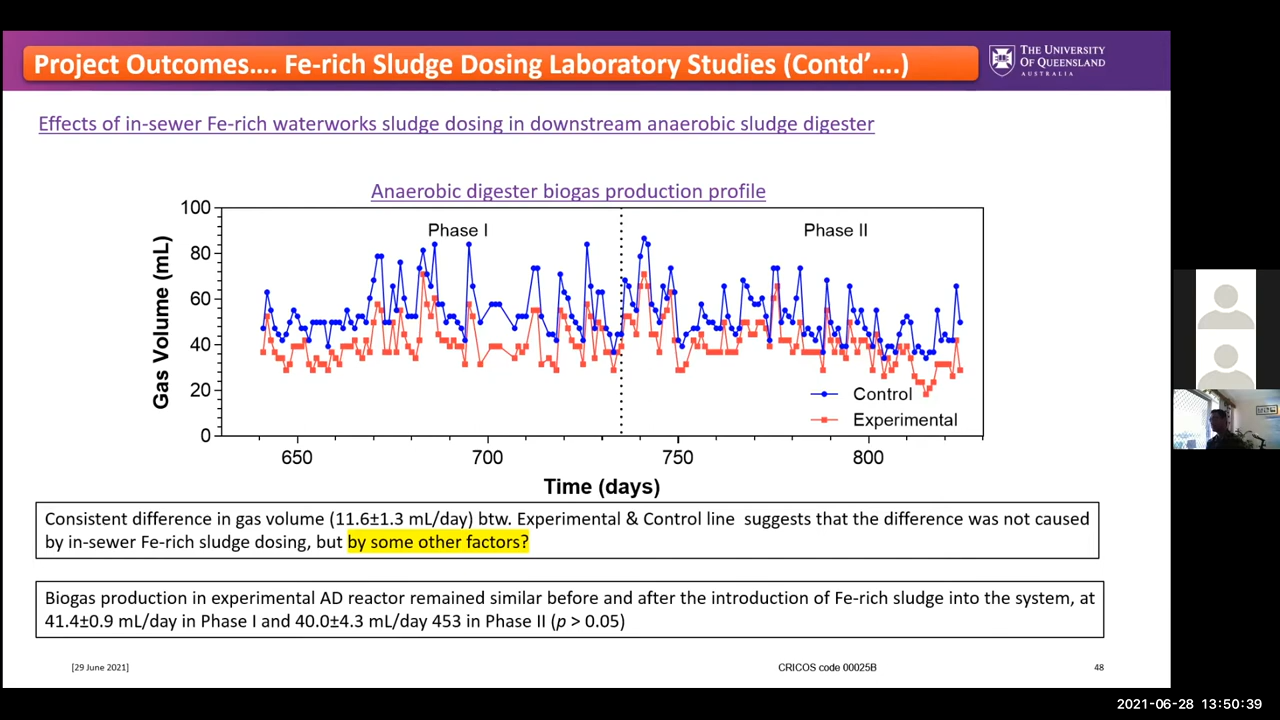 Project Outcomes.... Fe-rich Sludge Dosing Laboratory Studies (Contd'....)
THE UNIVERSITY
OF QUEENSLAND
AUSTRALIA
Effects of in-sewer Fe-rich waterworks sludge dosing in downstream anaerobic sludge digester
Anaerobic digester biogas production profile
100
80
60
40
20
0
Gas Volume (mL)
Phase I
Phase II
Control
Experimental
650
700
750
800
Time (days)
Consistent difference in gas volume (11.6±1.3 mL/day) btw. Experimental & Control line suggests that the difference was not caused
by in-sewer Fe-rich sludge dosing, but by some other factors?
Biogas production in experimental AD reactor remained similar before and after the introduction of Fe-rich sludge into the system, at
41.4±0.9 mL/day in Phase I and 40.0±4.3 mL/day 453 in Phase II (p > 0.05)
[29 June 2021]
CRICOS code 00025B
48
2021-06-28 13:50:39